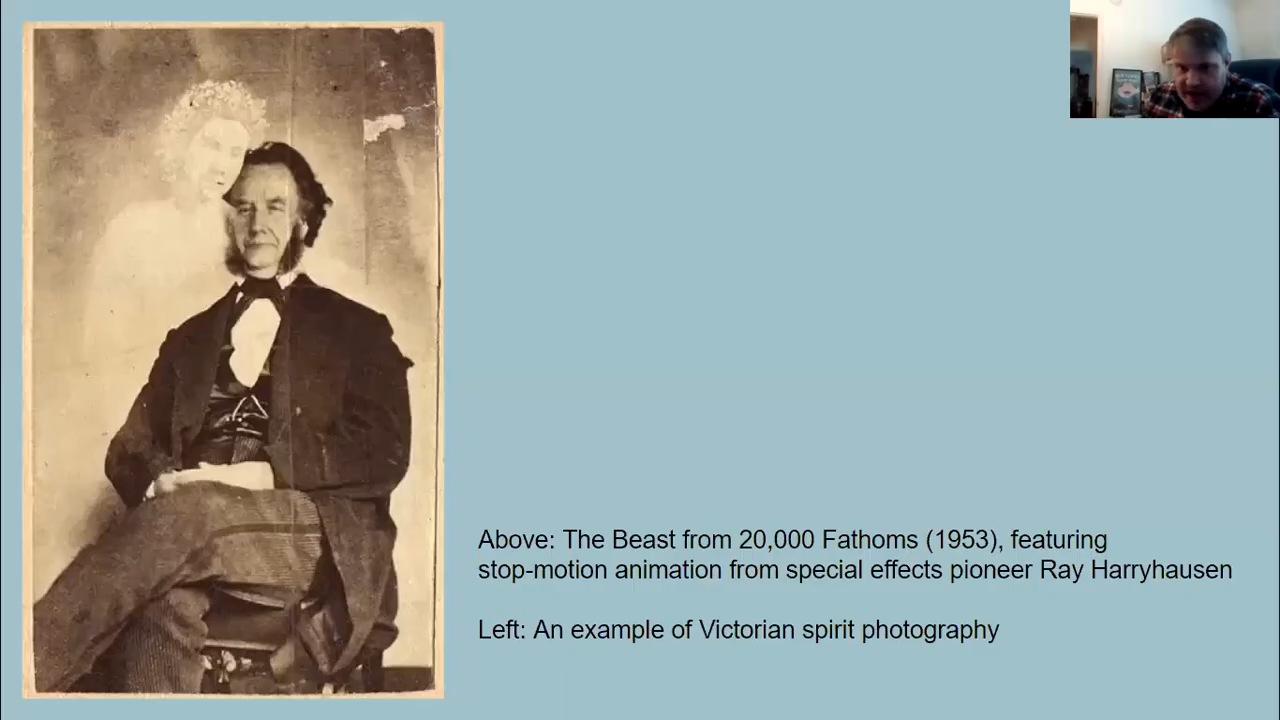 Above: The Beast from 20,000 Fathoms (1953), featuring
stop-motion animation from special effects pioneer Ray Harryhausen
Left: An example of Victorian spirit photography